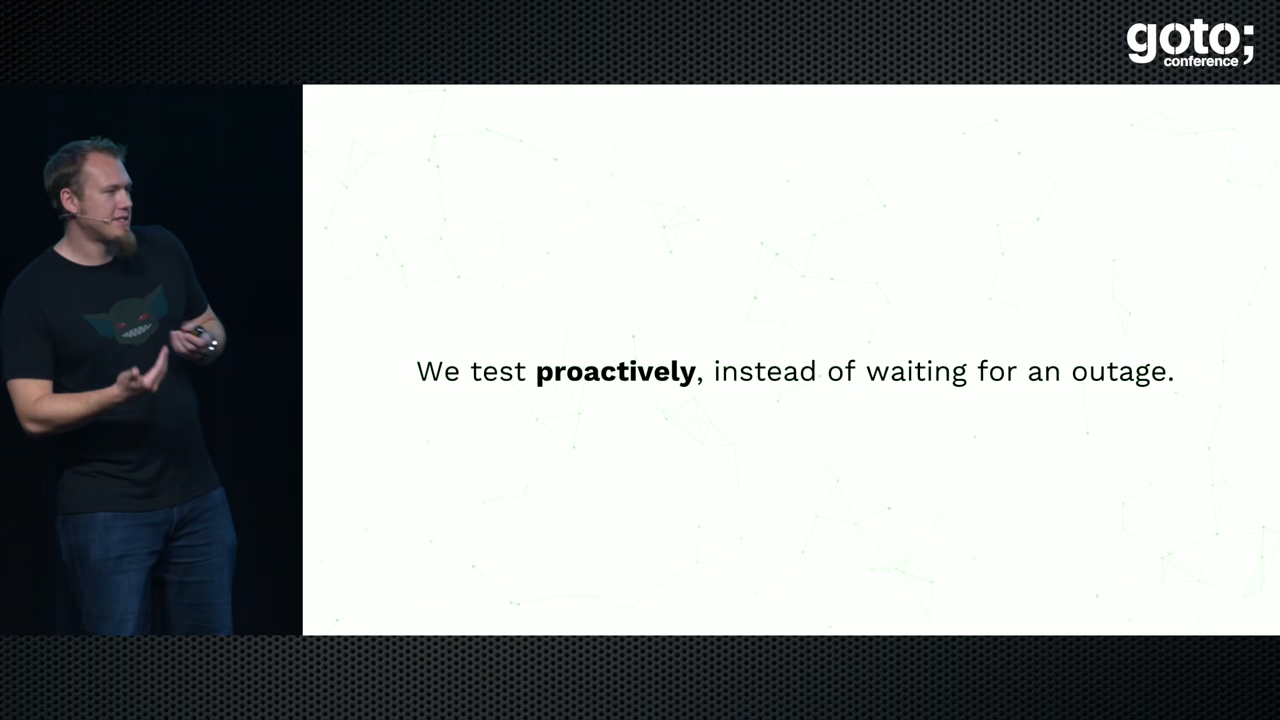 goto;
conference
We test proactively, instead of waiting for an outage.